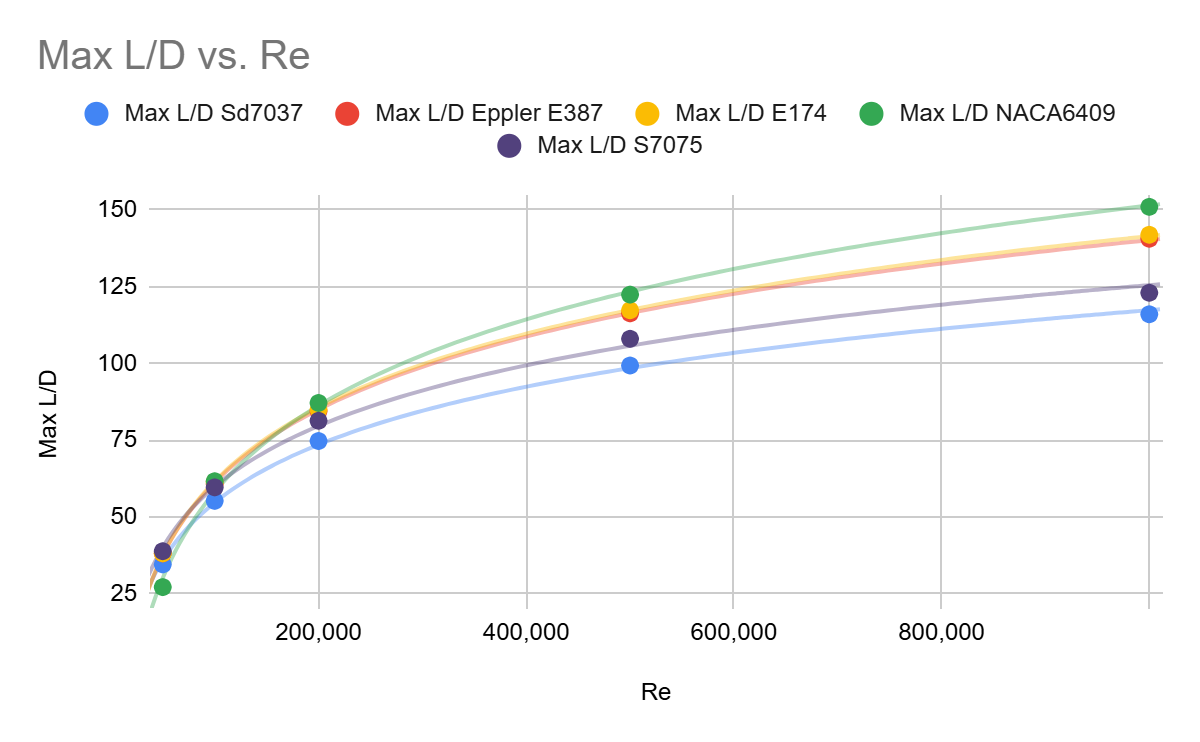 Max L/D vs. Re
Max L/D Sd7037 Max L/D Eppler E387 Max L/D E174 Max L/D NACA6409
Max L/D S7075
150
125
100
75
50
25
Max L/D
200,000 400,000 600,000 800,000
Re